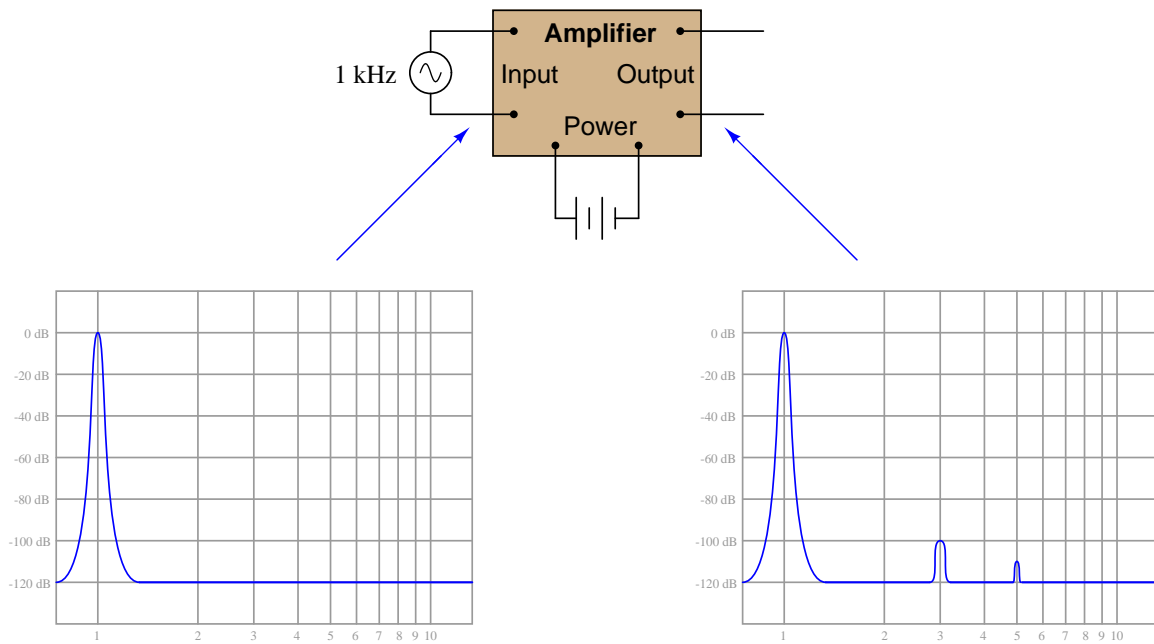 Amplifier
1 kHz
Input
Output
Power
0 dB
-20 dB
-40 dB
-60 dB
-80 dB
-100 dB
-120 dB
1 2 3 4 5 6 7 8 9 10
0 dB
-20 dB
-40 dB
-60 dB
-80 dB
-100 dB
-120 dB
1 2 3 4 5 6 7 8 9 10